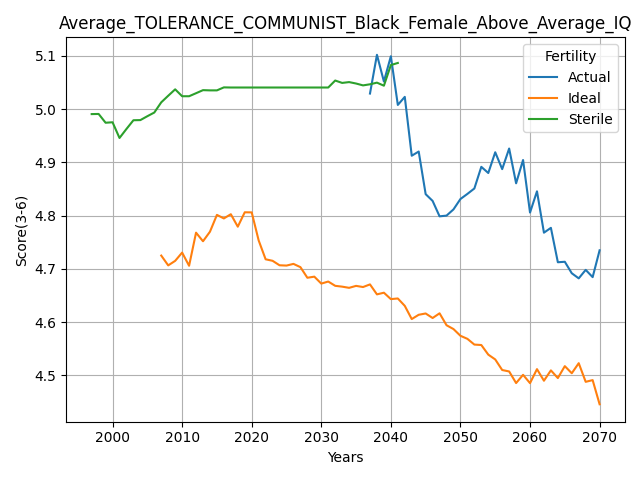 Average_TOLERANCE_COMMUNIST_Black_Female_Above_Average_IQ
Fertility
Actual
Ideal
Sterile
Score(3-6)
5.1
5.0
4.9
4.8
4.7
4.6
4.5
2000 2010 2020 2030 2040 2050 2060 2070
Years